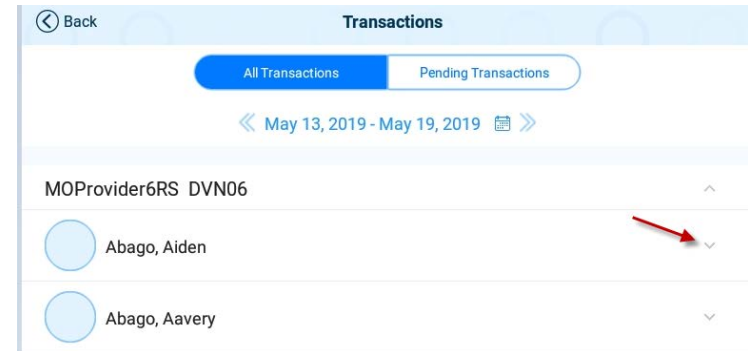 Back
Transactions
All Transactions
Pending Transactions
May 13, 2019 - May 19, 2019
MOProvider6RS DVN06
Abago, Aiden
Abago, Aavery